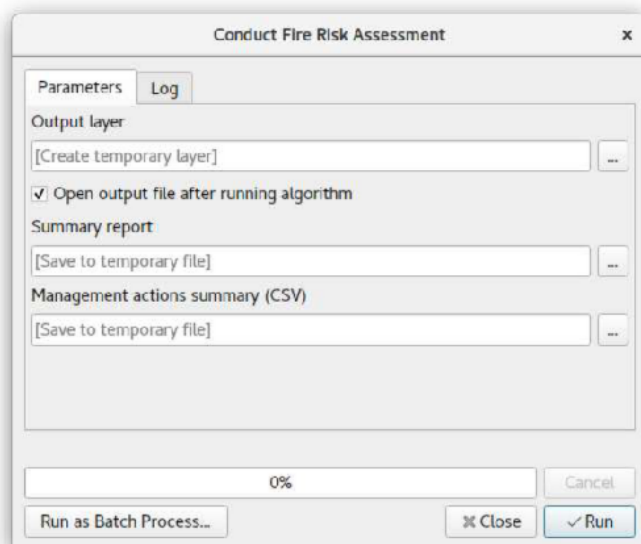 Conduct Fire Risk Assessment x
Parameters Log
Output layer
[Create temporary layer] ...
✓ Open output file after running algorithm
Summary report
[Save to temporary file] ...
Management actions summary (CSV)
[Save to temporary file] ...
0% Cancel
Run as Batch Process... Close Run